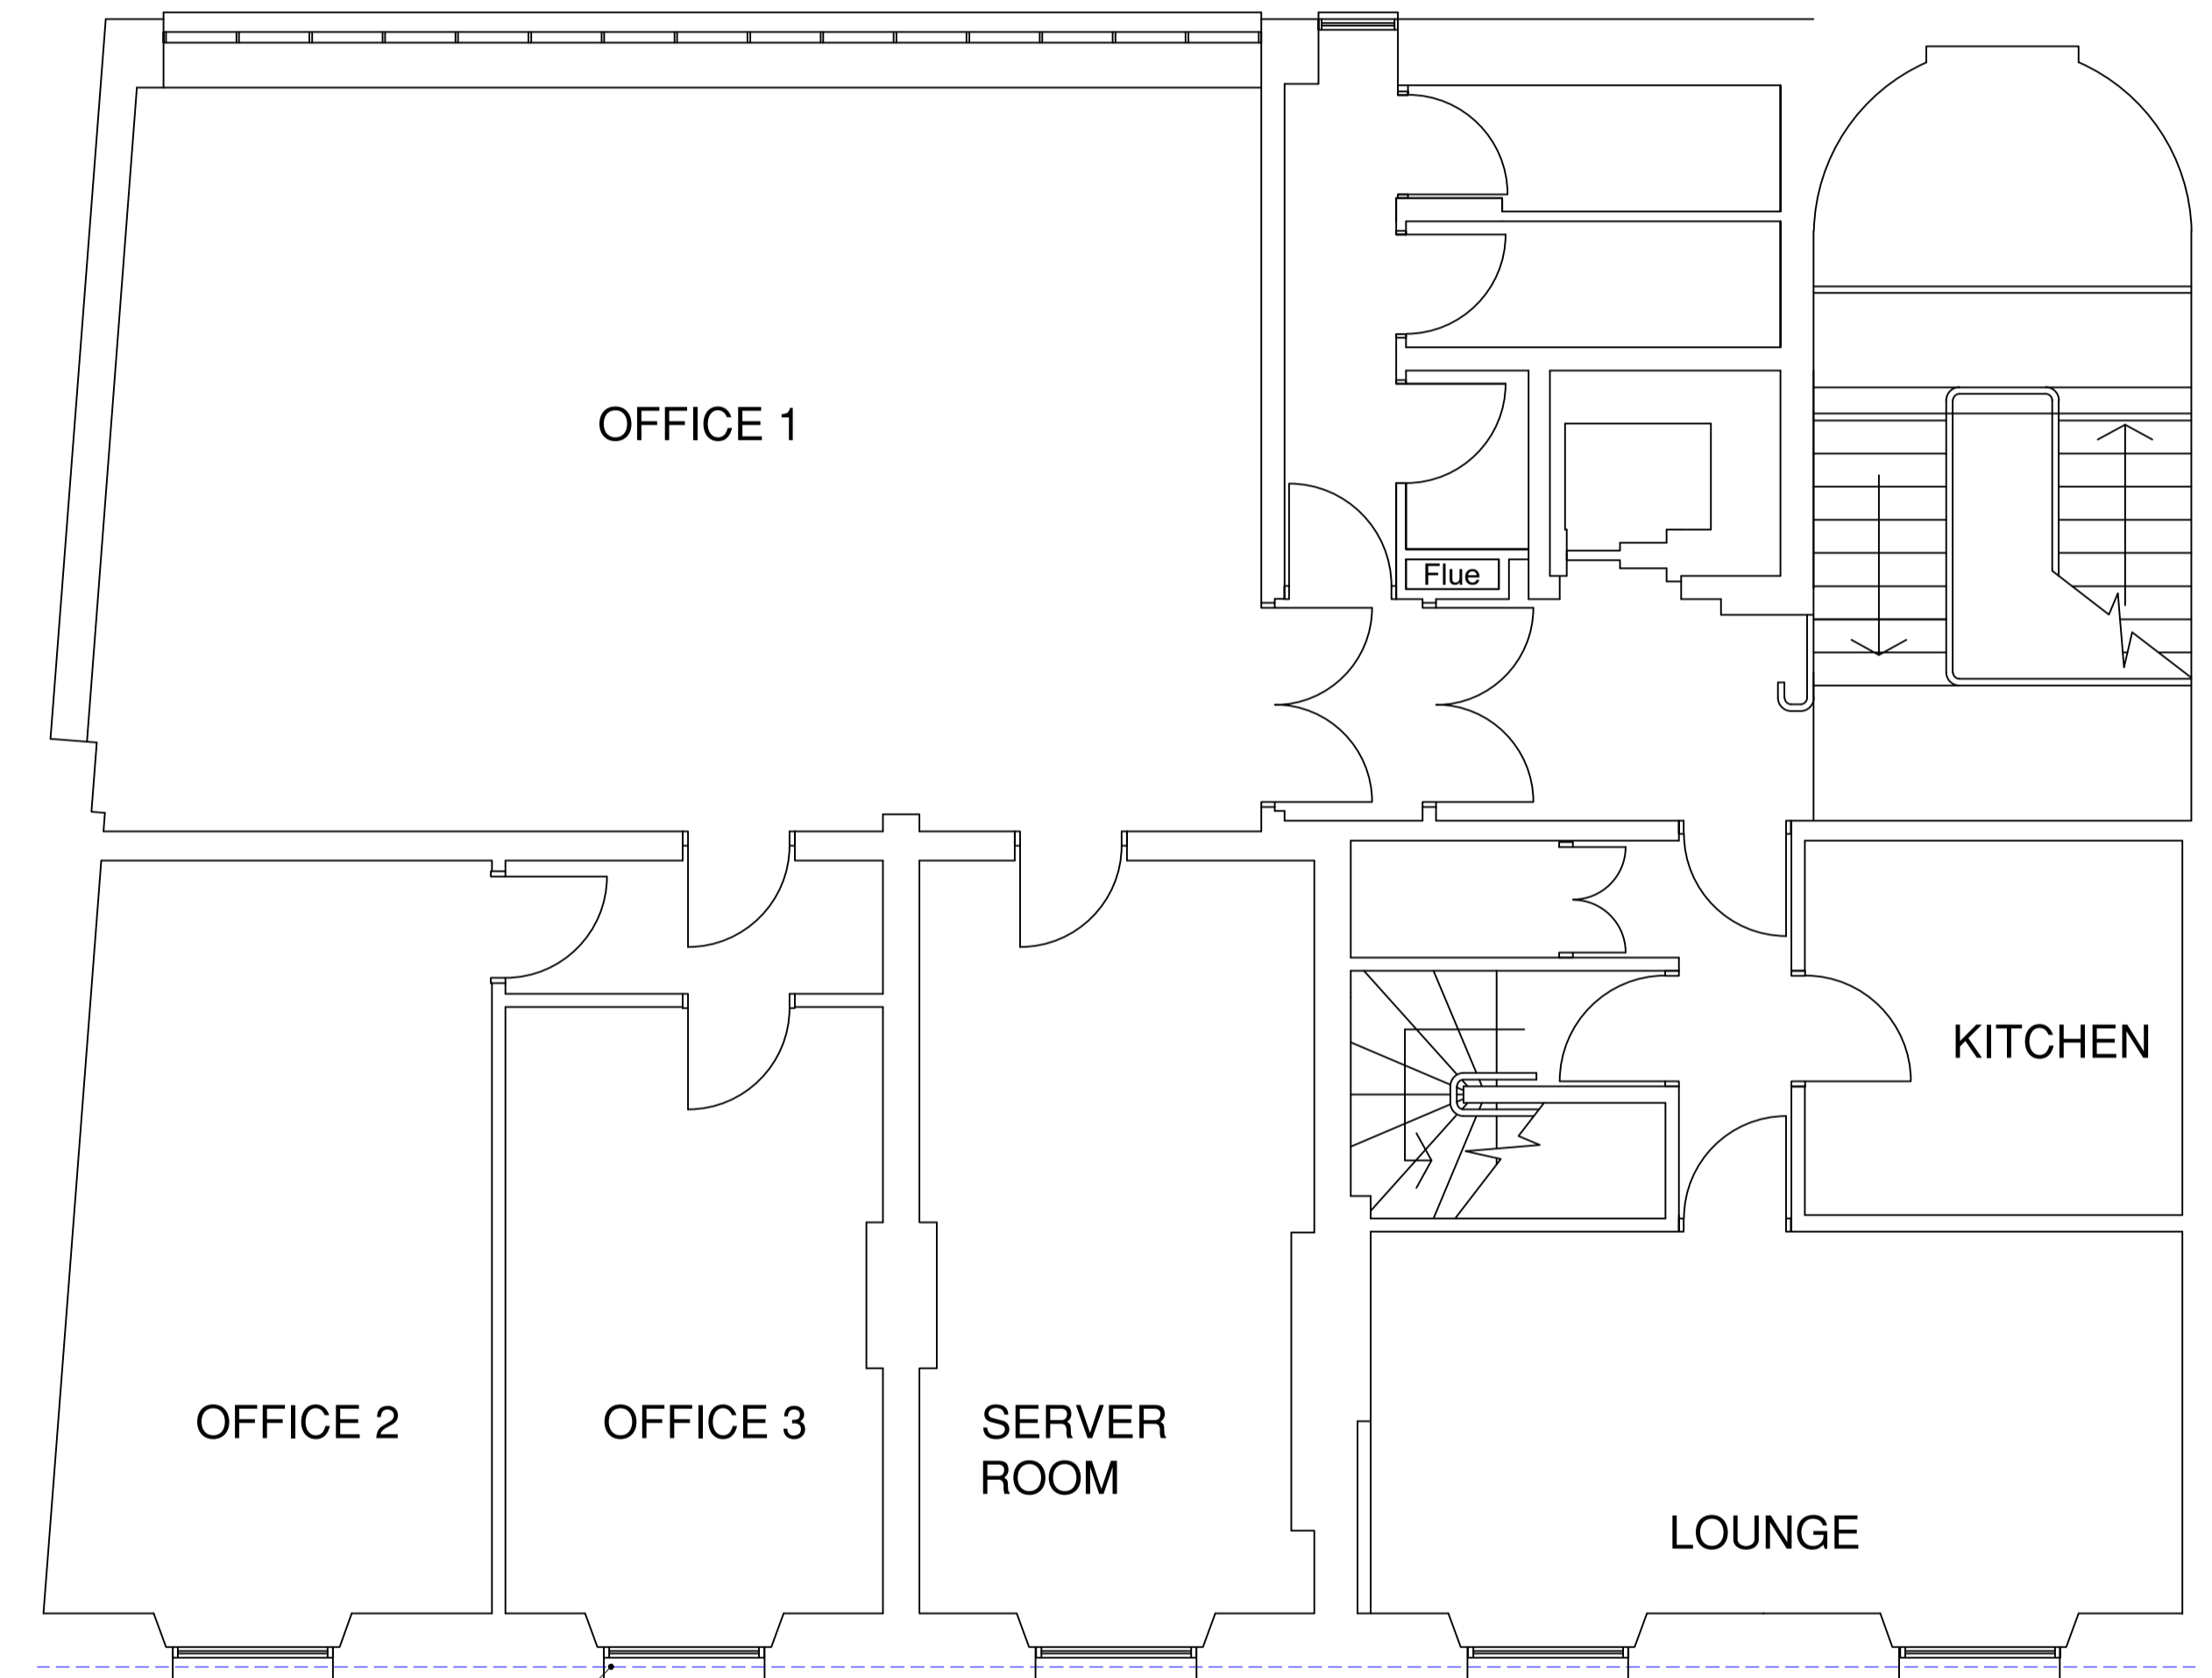 OFFICE 1
Flue
KITCHEN
OFFICE 2
OFFICE 3
SERVER
ROOM
LOUNGE